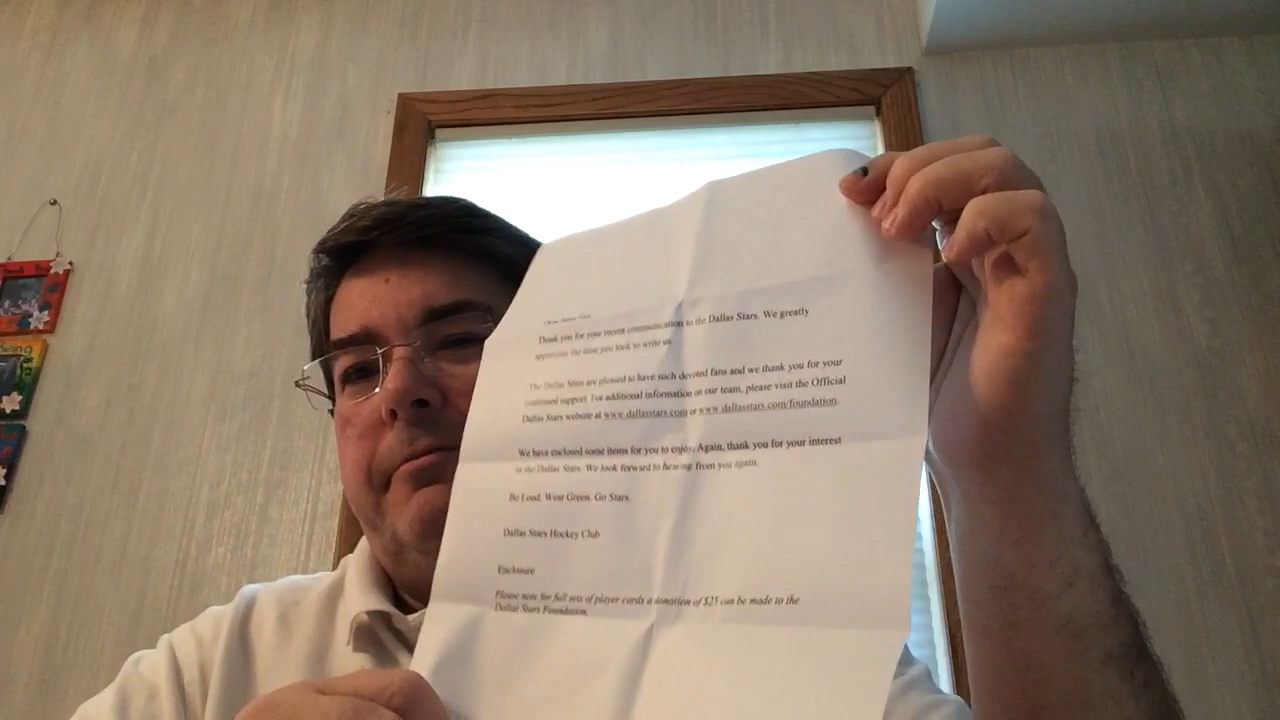 Thank you for your recent communication to the Dallas Stars. We greatly
appreciate the time you took to write us.
The Dallas Stars are pleased to have such devoted fans and we thank you for your
continued support. For additional information on our team, please visit the Official
Dallas Stars website at www.dallasstars.com or www.dallasstars.com/foundation.
We have enclosed some items for you to enjoy. Again, thank you for your interest
in the Dallas Stars. We look forward to hearing from you again.
Be Loud. Wear Green. Go Stars.
Dallas Stars Hockey Club
Enclosure
Please note for full sets of player cards a donation of $25 can be made to the
Dallas Stars Foundation.